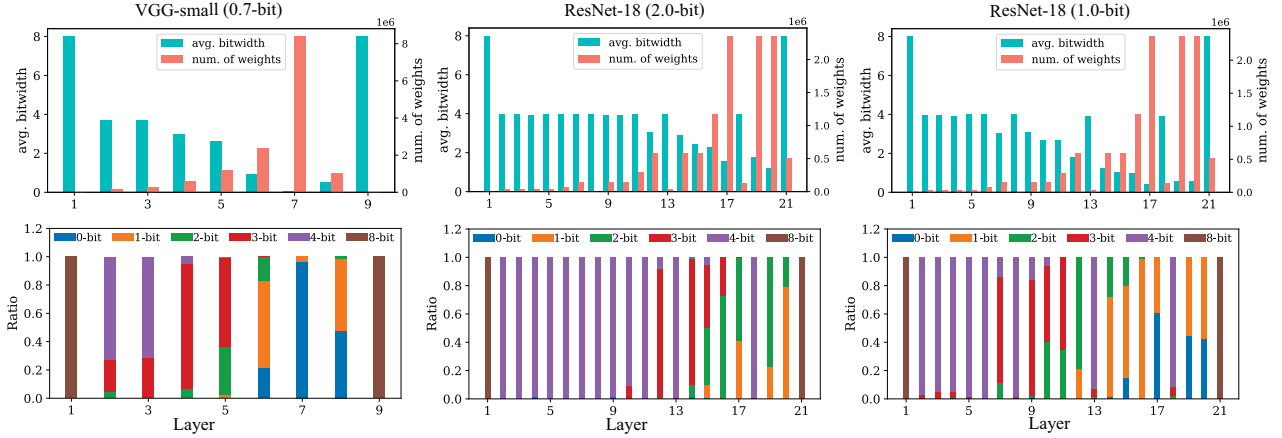 VGG-small (0.7-bit)
ResNet-18 (2.0-bit)
ResNet-18 (1.0-bit)
1e6
avg. bitwidth
num. of weights
8
6
4
2
0
8
6
4
2
0
avg. bitwidth
num. of weights
1 3 5 7 9
1e6
avg. bitwidth
num. of weights
8
6
4
2
0
2.0
1.5
1.0
0.5
0.0
avg. bitwidth
num. of weights
1 5 9 13 17 21
1e6
avg. bitwidth
num. of weights
8
6
4
2
0
2.0
1.5
1.0
0.5
0.0
avg. bitwidth
num. of weights
1 5 9 13 17 21
0-bit 1-bit 2-bit 3-bit 4-bit 8-bit
1.2
1.0
0.8
0.6
0.4
0.2
0.0
Ratio
1 3 5 7 9
Layer
0-bit 1-bit 2-bit 3-bit 4-bit 8-bit
1.2
1.0
0.8
0.6
0.4
0.2
0.0
Ratio
1 5 9 13 17 21
Layer
0-bit 1-bit 2-bit 3-bit 4-bit 8-bit
1.2
1.0
0.8
0.6
0.4
0.2
0.0
Ratio
1 5 9 13 17 21
Layer